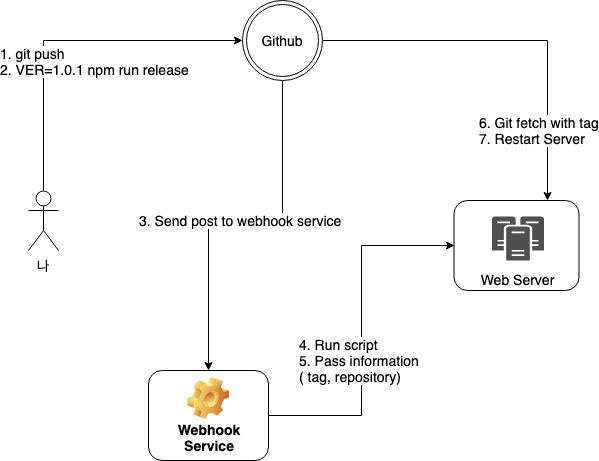 Github
1. git push
2. VER=1.0.1 npm run release
6. Git fetch with tag
7. Restart Server
3. Send post to webhook service
나
Web Server
4. Run script
5. Pass information
( tag, repository)
Webhook
Service